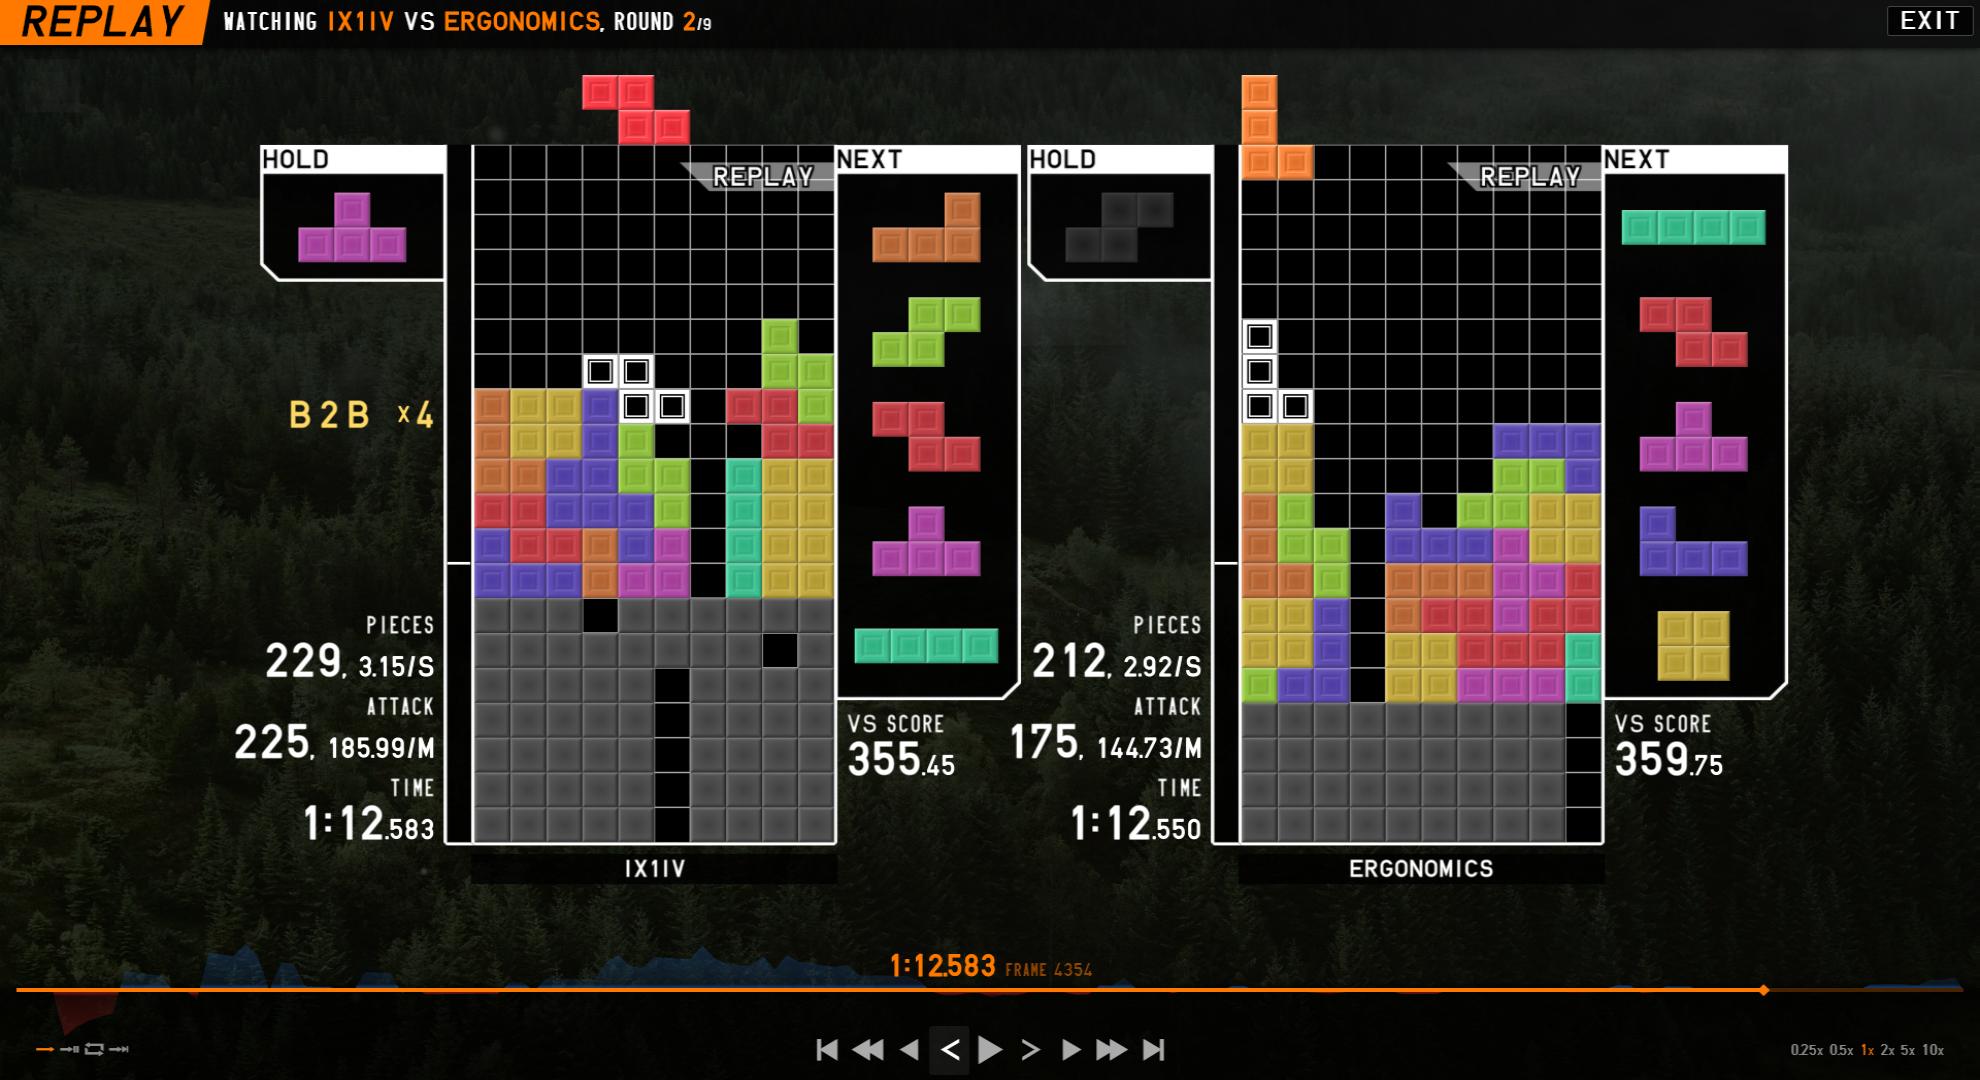 REPLAY WATCHING IX1IV VS ERGONOMICS, ROUND 2/9
EXIT
HOLD
REPLAY
NEXT
B2B ×4
PIECES
229, 3.15/S
ATTACK
225, 185.99/M
TIME
1:12.583
VS SCORE
355.45
IX1IV
HOLD
REPLAY
NEXT
PIECES
212, 2.92/S
ATTACK
175, 144.73/M
TIME
1:12.550
VS SCORE
359.75
ERGONOMICS
1:12.583 FRAME 4354
0.25x 0.5x 1x 2x 5x 10x